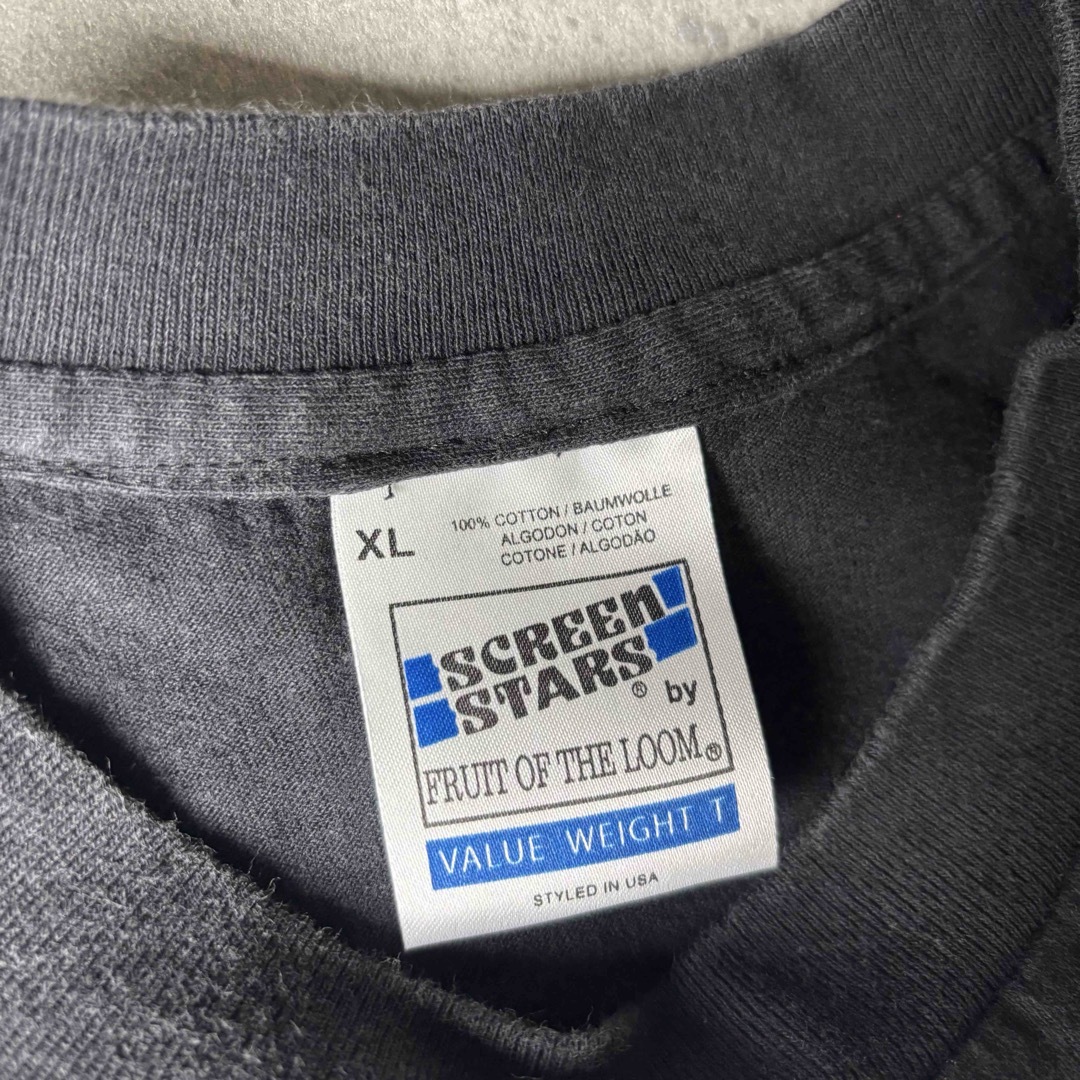 XL
100% COTTON / BAUMWOLLE
ALGODON / COTON
COTONE / ALGODÃO
SCREEN
STARS® by
FRUIT OF THE LOOM®
VALUE WEIGHT T
STYLED IN USA